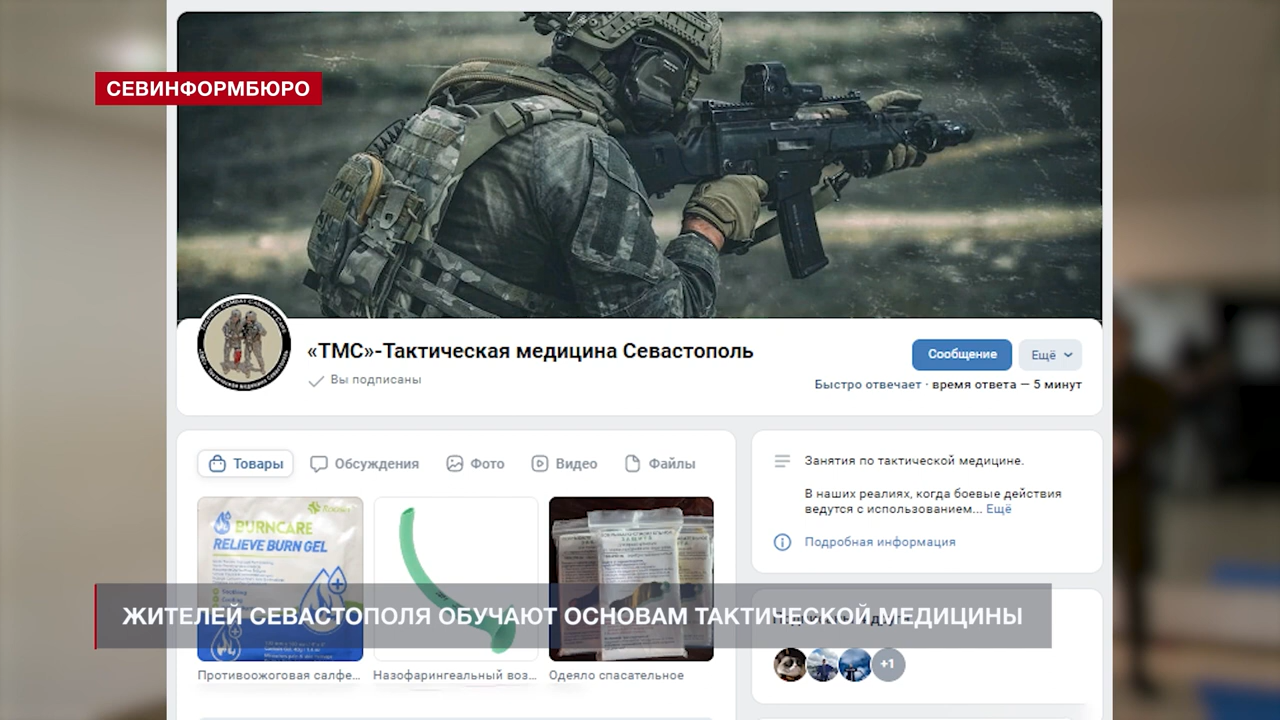 СЕВИНФОРМБЮРО
«ТМС»-Тактическая медицина Севастополь
Вы подписаны
Сообщение
Ещё
Быстро отвечает · время ответа — 5 минут
Товары
Обсуждения
Фото
Видео
Файлы
Занятия по тактической медицине.
В наших реалиях, когда боевые действия
ведутся с использованием... Ещё
Подробная информация
BURNCARE
RELIEVE BURN GEL
ЖИТЕЛЕЙ СЕВАСТОПОЛЯ ОБУЧАЮТ ОСНОВАМ ТАКТИЧЕСКОЙ МЕДИЦИНЫ
+1
Противоожоговая салфе...
Назофарингеальный воз...
Одеяло спасательное